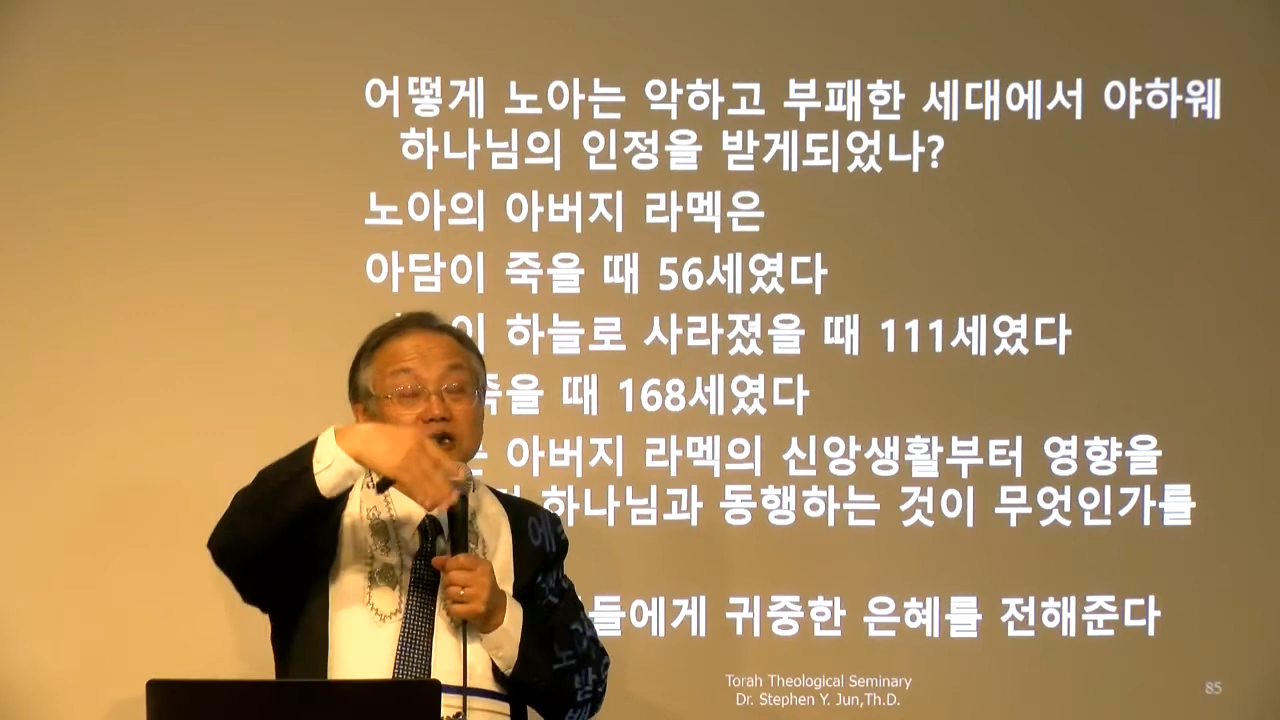 어떻게 노아는 악하고 부패한 세대에서 야하웨
하나님의 인정을 받게되었나?
노아의 아버지 라멕은
아담이 죽을 때 56세였다
하늘로 사라졌을 때 111세였다
죽을 때 168세였다
아버지 라멕의 신앙생활부터 영향을
하나님과 동행하는 것이 무엇인가를
들에게 귀중한 은혜를 전해준다
Torah Theological Seminary
Dr. Stephen Y. Jun,Th.D.
85